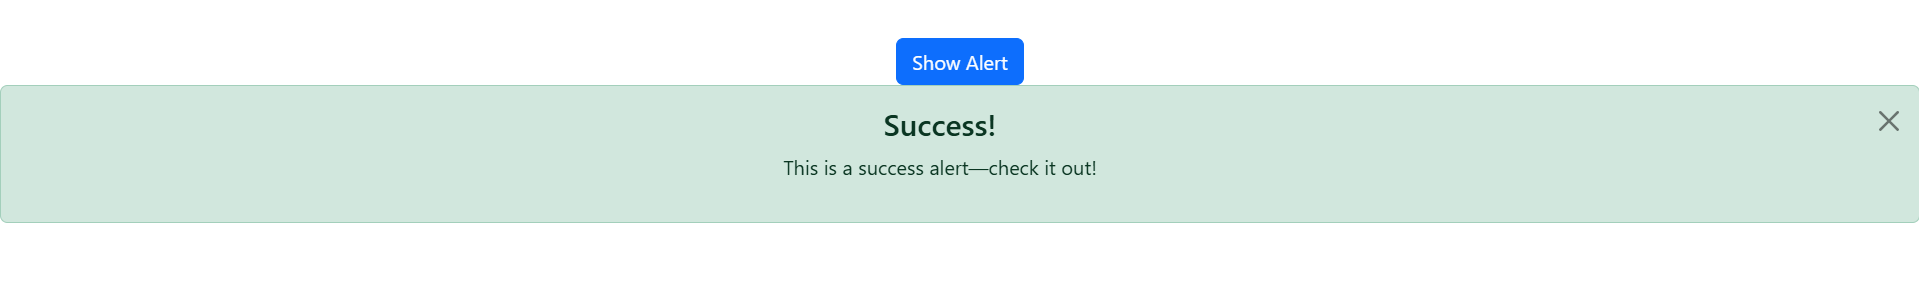 Show Alert
Success!
This is a success alert—check it out!